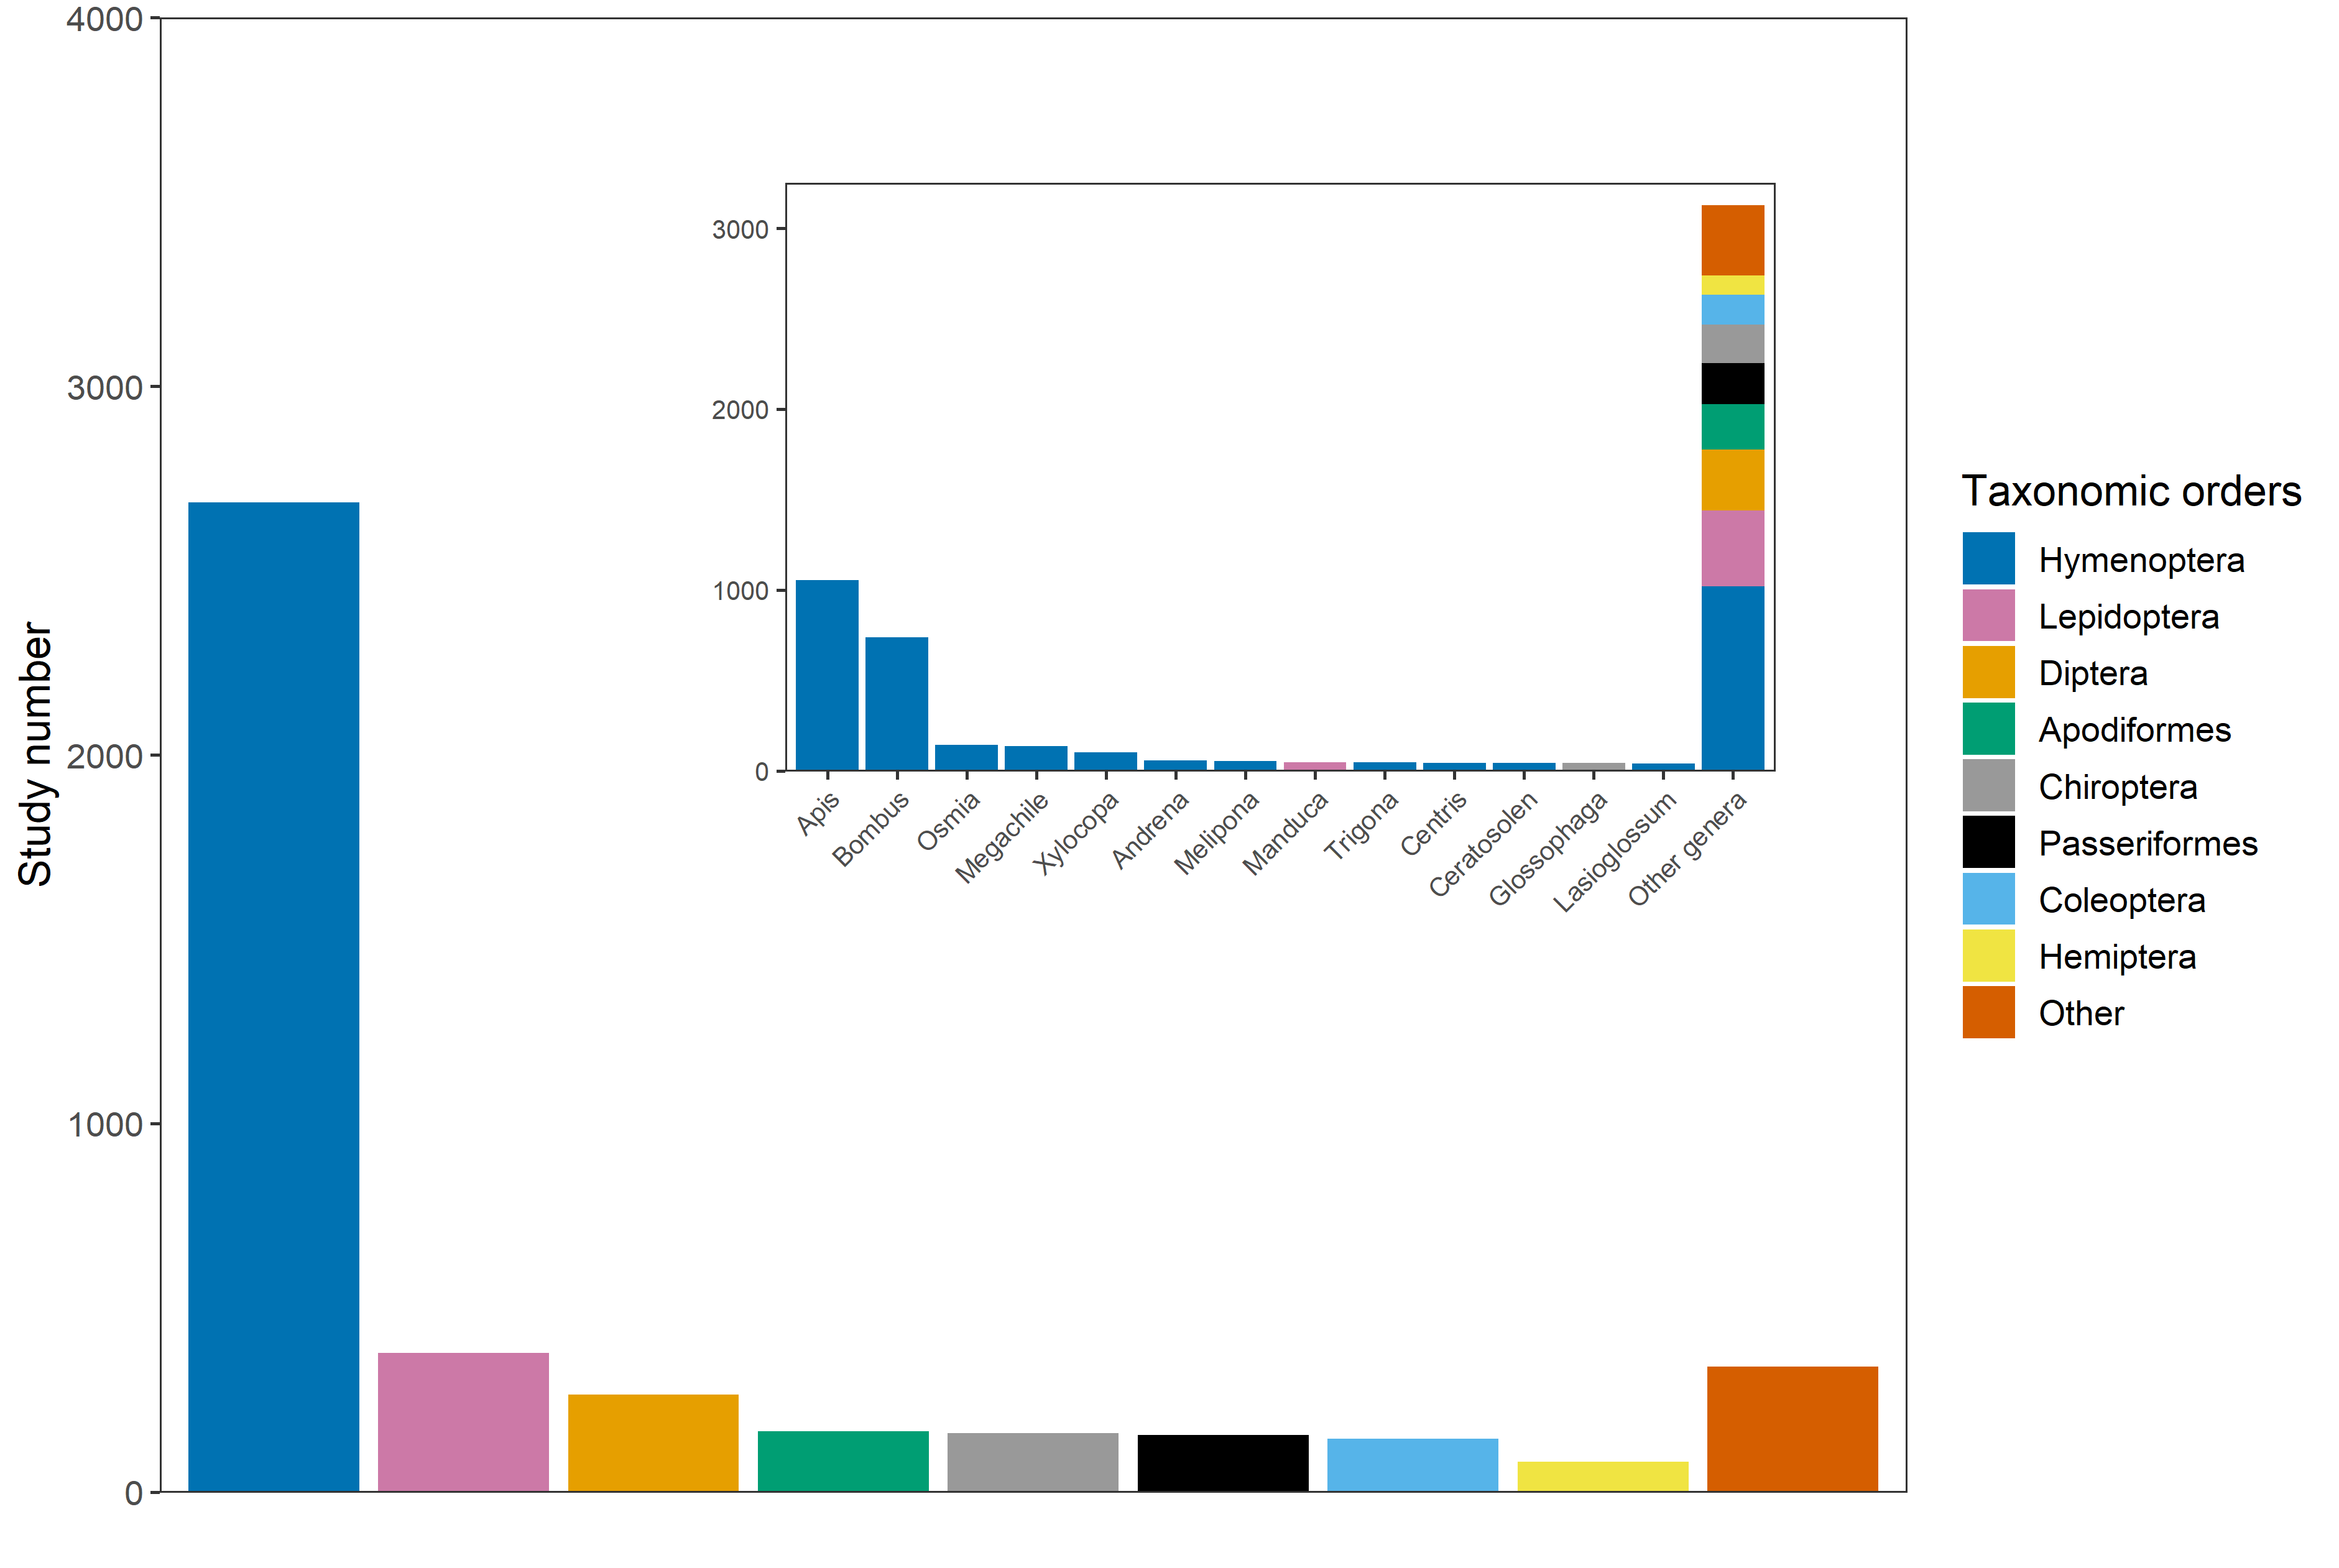 4000
3000
2000
1000
0
Study number
3000
2000
1000
0
Apis
Bombus
Osmia
Megachile
Xylocopa
Andrena
Melipona
Manduca
Trigona
Centris
Ceratosolen
Glossophaga
Lasioglossum
Other genera
Taxonomic orders
Hymenoptera
Lepidoptera
Diptera
Apodiformes
Chiroptera
Passeriformes
Coleoptera
Hemiptera
Other